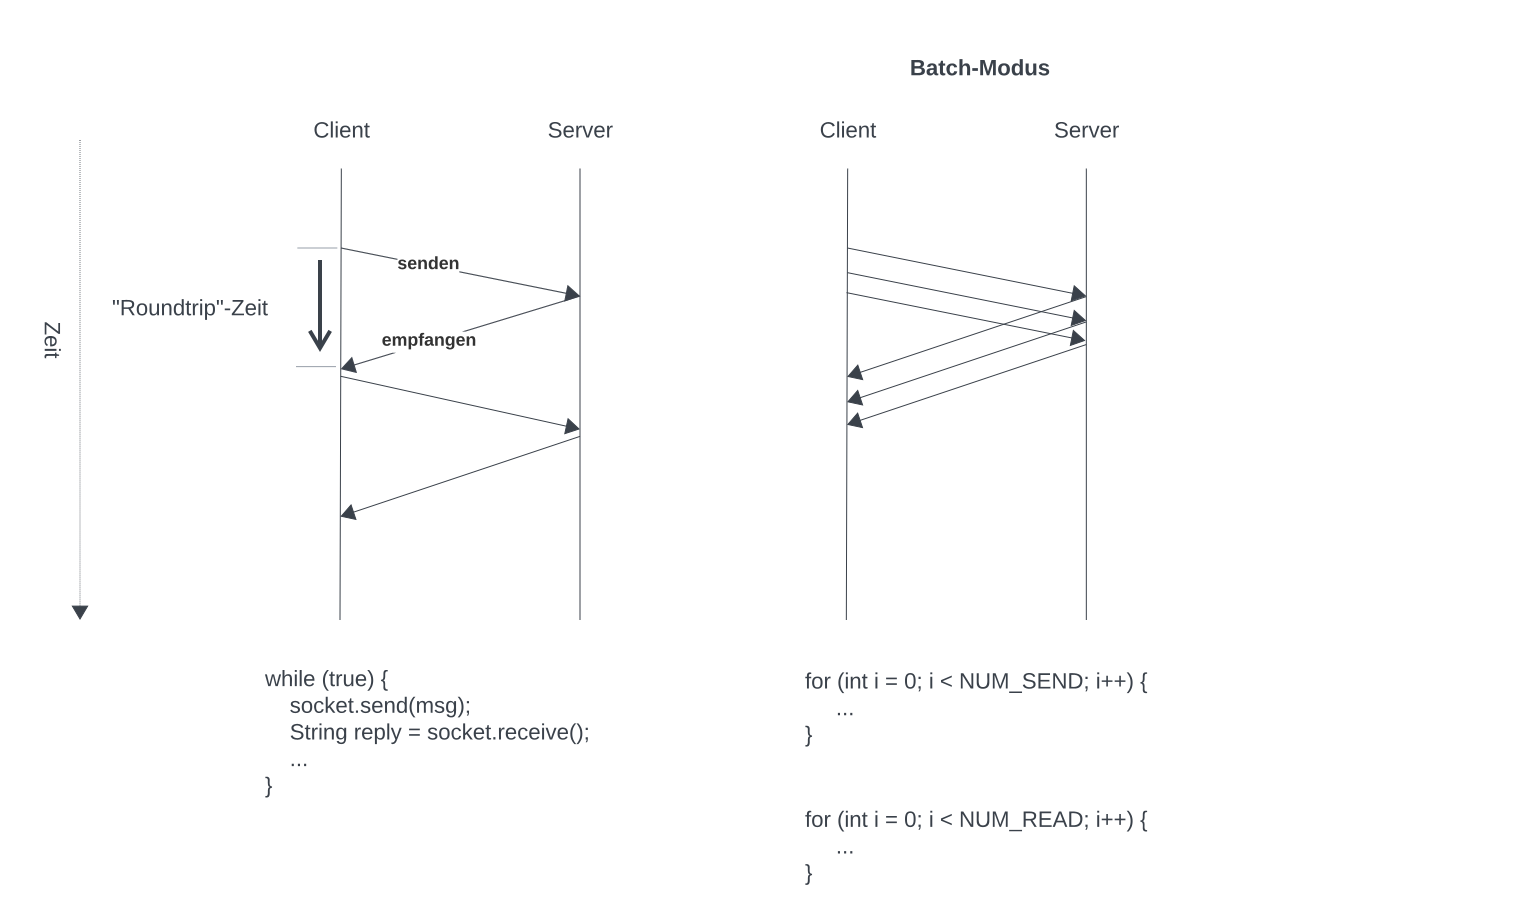 Batch-Modus
Client
Server
Client
Server
senden
"Roundtrip"-Zeit
empfangen
Zeit
while (true) {
socket.send(msg);
String reply = socket.receive();
...
}
for (int i = 0; i < NUM_SEND; i++) {
...
}
for (int i = 0; i < NUM_READ; i++) {
...
}